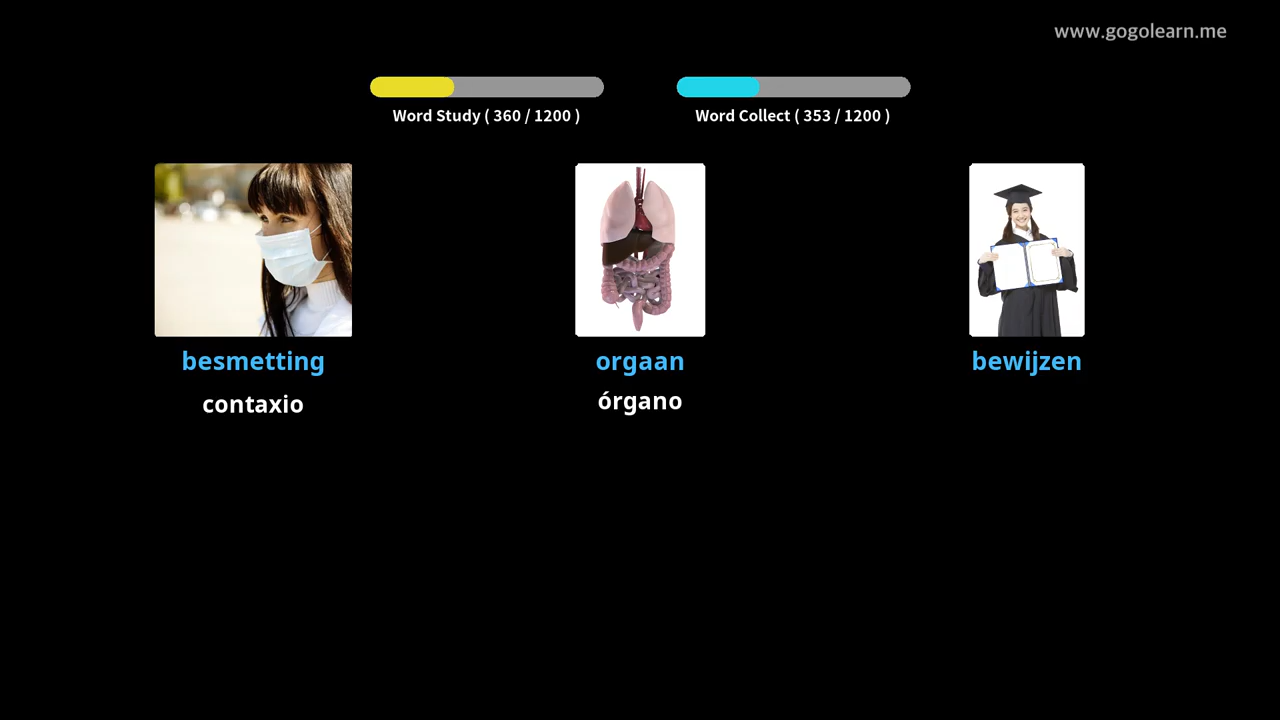 www.gogolearn.me
Word Study ( 360 / 1200 )
Word Collect ( 353 / 1200 )
besmetting
orgaan
bewijzen
contaxio
órgano